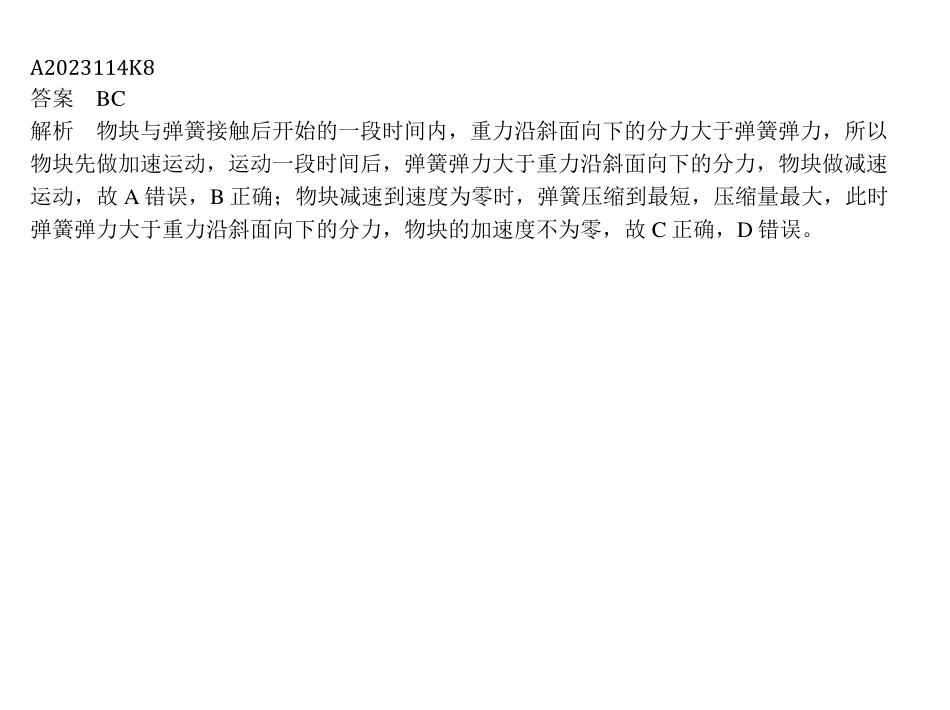 A2023114K8
答案　BC
解析　物块与弹簧接触后开始的一段时间内，重力沿斜面向下的分力大于弹簧弹力，所以
物块先做加速运动，运动一段时间后，弹簧弹力大于重力沿斜面向下的分力，物块做减速
运动，故 A 错误，B 正确；物块减速到速度为零时，弹簧压缩到最短，压缩量最大，此时
弹簧弹力大于重力沿斜面向下的分力，物块的加速度不为零，故 C 正确，D 错误。